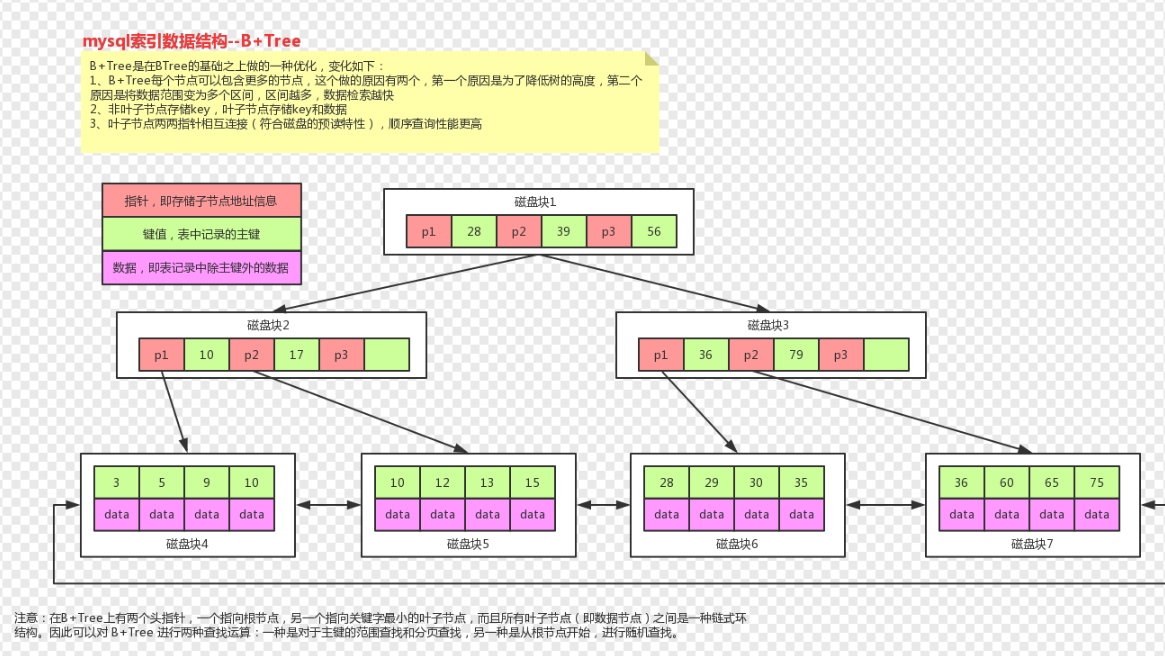 mysql索引数据结构--B+Tree
B+Tree是在BTree的基础之上做的一种优化，变化如下：
1、B+Tree每个节点可以包含更多的节点，这个做的原因有两个，第一个原因是为了降低树的高度，第二个
原因是将数据范围变为多个区间，区间越多，数据检索越快
2、非叶子节点存储key，叶子节点存储key和数据
3、叶子节点两两指针相互连接（符合磁盘的预读特性），顺序查询性能更高
指针，即存储子节点地址信息
键值，表中记录的主键
数据，即表记录中除主键外的数据
磁盘块1
p1 28 p2 39 p3 56
磁盘块2
p1 10 p2 17 p3
磁盘块3
p1 36 p2 79 p3
3 5 9 10
data data data data
磁盘块4
10 12 13 15
data data data data
磁盘块5
28 29 30 35
data data data data
磁盘块6
36 60 65 75
data data data data
磁盘块7
注意：在B+Tree上有两个头指针，一个指向根节点，另一个指向关键字最小的叶子节点，而且所有叶子节点（即数据节点）之间是一种链式环
结构。因此可以对 B+Tree 进行两种查找运算：一种是对于主键的范围查找和分页查找，另一种是从根节点开始，进行随机查找。